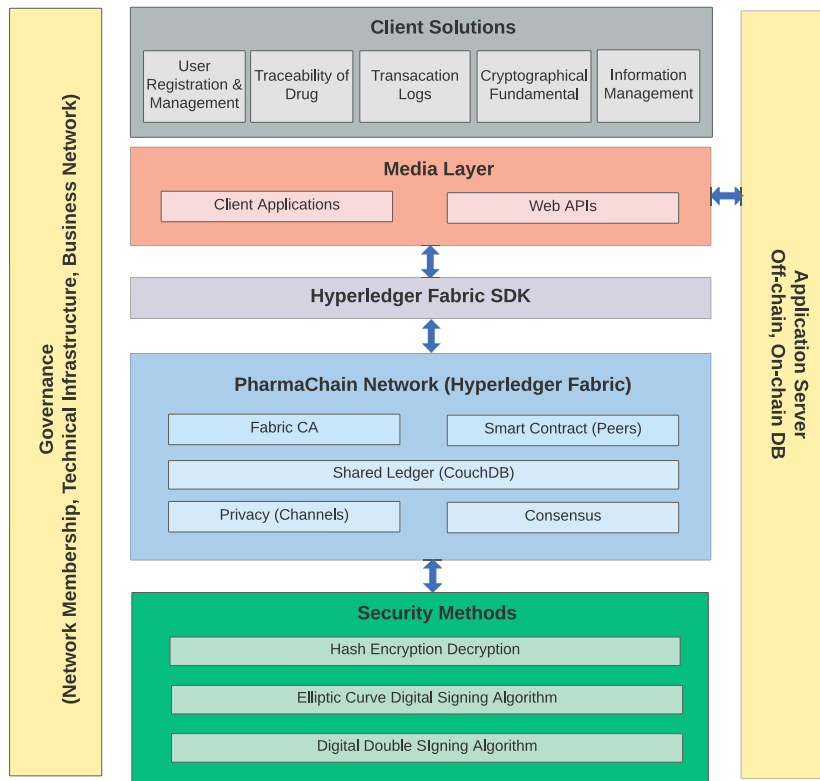 Governance
(Network Membership, Technical Infrastructure, Business Network)
Client Solutions
User
Registration &
Management
Traceability of
Drug
Transacation
Logs
Cryptographical
Fundamental
Information
Management
Media Layer
Client Applications
Web APIs
Hyperledger Fabric SDK
PharmaChain Network (Hyperledger Fabric)
Fabric CA
Smart Contract (Peers)
Shared Ledger (CouchDB)
Privacy (Channels)
Consensus
Security Methods
Hash Encryption Decryption
Elliptic Curve Digital Signing Algorithm
Digital Double SIgning Algorithm
Application Server
Off-chain, On-chain DB